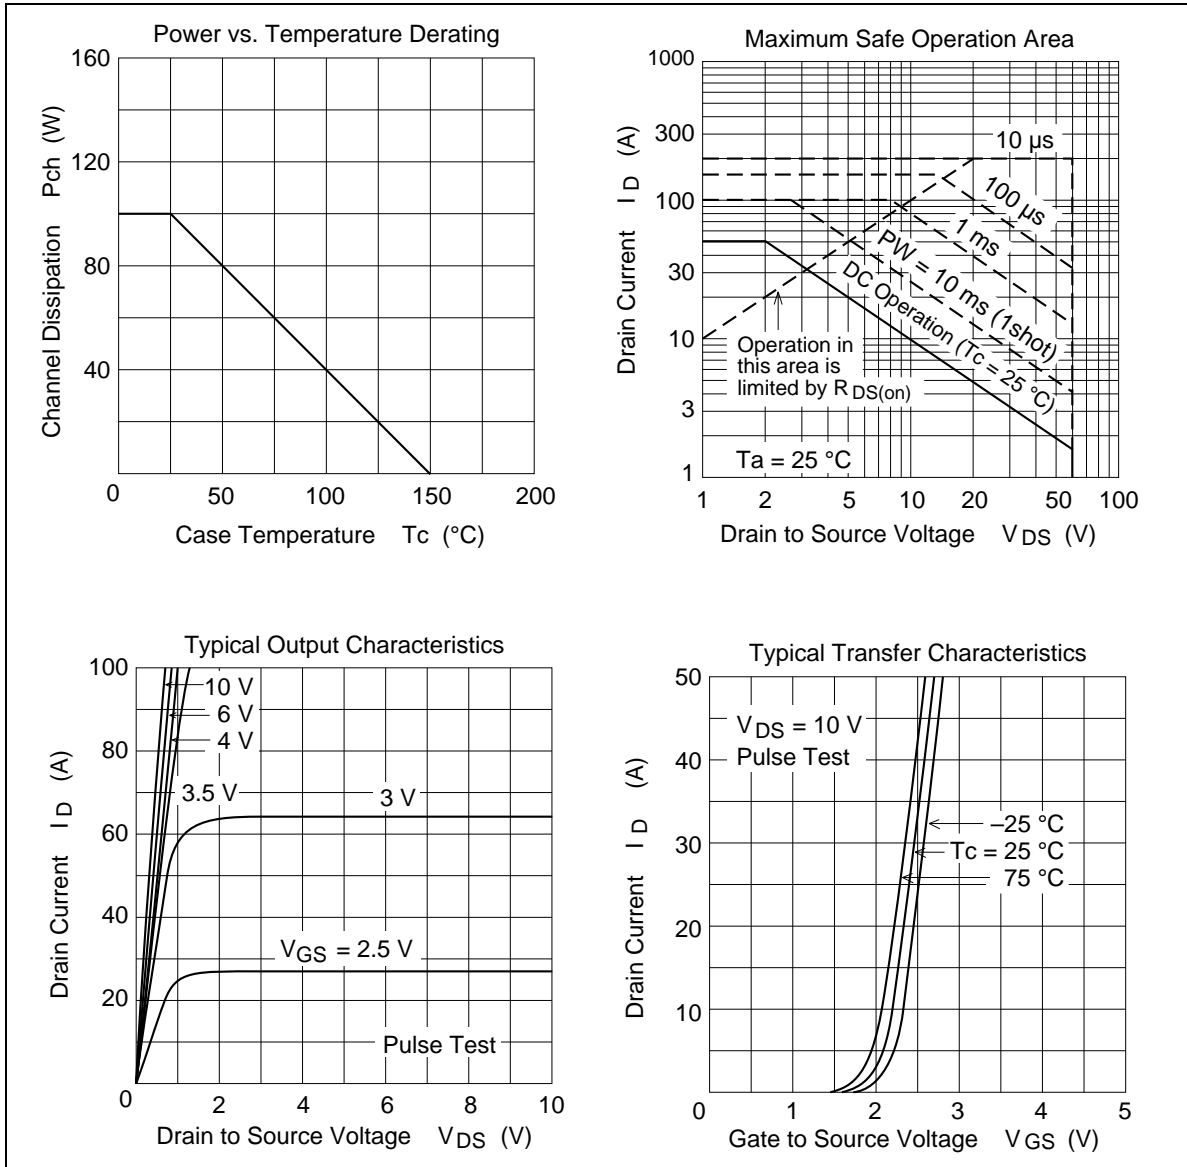 Power vs. Temperature Derating
160
120
80
40
0
50
100
150
200
Channel Dissipation Pch (W)
Case Temperature Tc (°C)
Maximum Safe Operation Area
1000
300
100
30
10
3
1
1
2
5
10
20
50
100
Drain Current I D (A)
Drain to Source Voltage V DS (V)
10 µs
100 µs
1 ms
PW = 10 ms (1shot)
DC Operation (Tc = 25 °C)
Operation in
this area is
limited by R DS(on)
Ta = 25 °C
Typical Output Characteristics
100
80
60
40
20
0
2
4
6
8
10
Drain Current I D (A)
Drain to Source Voltage V DS (V)
10 V
6 V
4 V
3.5 V
3 V
V GS = 2.5 V
Pulse Test
Typical Transfer Characteristics
50
40
30
20
10
0
1
2
3
4
5
Drain Current I D (A)
Gate to Source Voltage V GS (V)
V DS = 10 V
Pulse Test
–25 °C
Tc = 25 °C
75 °C